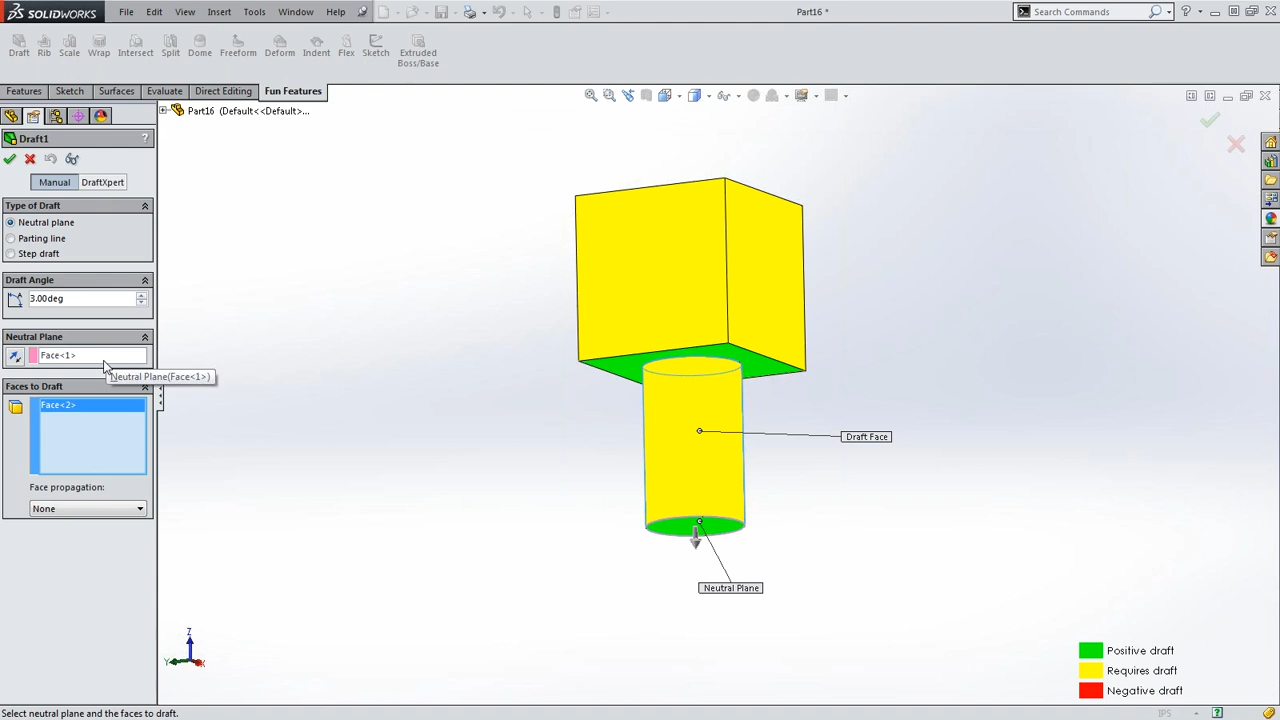 SOLIDWORKS File Edit View Insert Tools Window Help Part16 * Search Commands
Draft Rib Scale Wrap Intersect Split Dome Freeform Deform Indent Flex Sketch Extruded Boss/Base
Features Sketch Surfaces Evaluate Direct Editing Fun Features
Part16 (Default<<Default>...
Draft1 ?
Manual DraftXpert
Type of Draft
Neutral plane
Parting line
Step draft
Draft Angle
3.00deg
Neutral Plane
Face<1>
Neutral Plane(Face<1>)
Faces to Draft
Face<2>
Face propagation:
None
Draft Face
Neutral Plane
Z
Y X
Positive draft
Requires draft
Negative draft
Select neutral plane and the faces to draft.
IPS